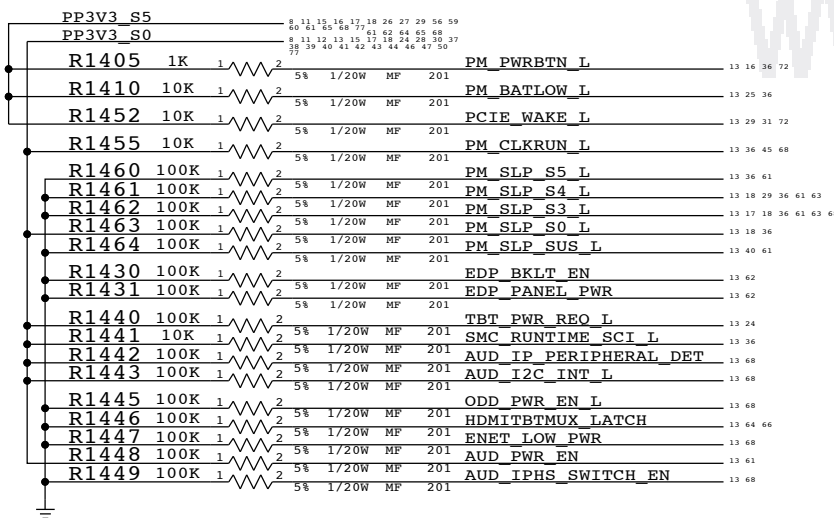 PP3V3_S5
8 11 15 16 17 18 26 27 29 56 59
60 61 65 68 77
PP3V3_S0
61 62 64 65 68
8 11 12 13 15 17 18 24 28 30 37
38 39 40 41 42 43 44 46 47 50
77
R1405 1K 1 2 PM_PWRBTN_L 13 16 36 72
5% 1/20W MF 201
R1410 10K 1 2 PM_BATLOW_L 13 25 36
5% 1/20W MF 201
R1452 10K 1 2 PCIE_WAKE_L 13 29 31 72
5% 1/20W MF 201
R1455 10K 1 2 PM_CLKRUN_L 13 36 45 68
5% 1/20W MF 201
R1460 100K 1 2 PM_SLP_S5_L 13 36 61
5% 1/20W MF 201
R1461 100K 1 2 PM_SLP_S4_L 13 18 29 36 61 63
5% 1/20W MF 201
R1462 100K 1 2 PM_SLP_S3_L 13 17 18 36 61 63
5% 1/20W MF 201
R1463 100K 1 2 PM_SLP_S0_L 13 18 36
5% 1/20W MF 201
R1464 100K 1 2 PM_SLP_SUS_L 13 40 61
5% 1/20W MF 201
R1430 100K 1 2 EDP_BKLT_EN 13 62
5% 1/20W MF 201
R1431 100K 1 2 EDP_PANEL_PWR 13 62
5% 1/20W MF 201
R1440 100K 1 2 TBT_PWR_REQ_L 13 24
5% 1/20W MF 201
R1441 10K 1 2 SMC_RUNTIME_SCI_L 13 36
5% 1/20W MF 201
R1442 100K 1 2 AUD_IP_PERIPHERAL_DET 13 68
5% 1/20W MF 201
R1443 100K 1 2 AUD_I2C_INT_L 13 68
5% 1/20W MF 201
R1445 100K 1 2 ODD_PWR_EN_L 13 68
5% 1/20W MF 201
R1446 100K 1 2 HDMITBTMUX_LATCH 13 64 66
5% 1/20W MF 201
R1447 100K 1 2 ENET_LOW_PWR 13 68
5% 1/20W MF 201
R1448 100K 1 2 AUD_PWR_EN 13 61
5% 1/20W MF 201
R1449 100K 1 2 AUD_IPHS_SWITCH_EN 13 68
5% 1/20W MF 201